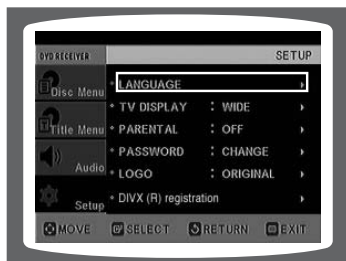 DVD RECEIVER SETUP
Disc Menu
Title Menu
Audio
Setup
• LANGUAGE
• TV DISPLAY : WIDE
• PARENTAL : OFF
• PASSWORD : CHANGE
• LOGO : ORIGINAL
• DIVX (R) registration
MOVE SELECT RETURN EXIT